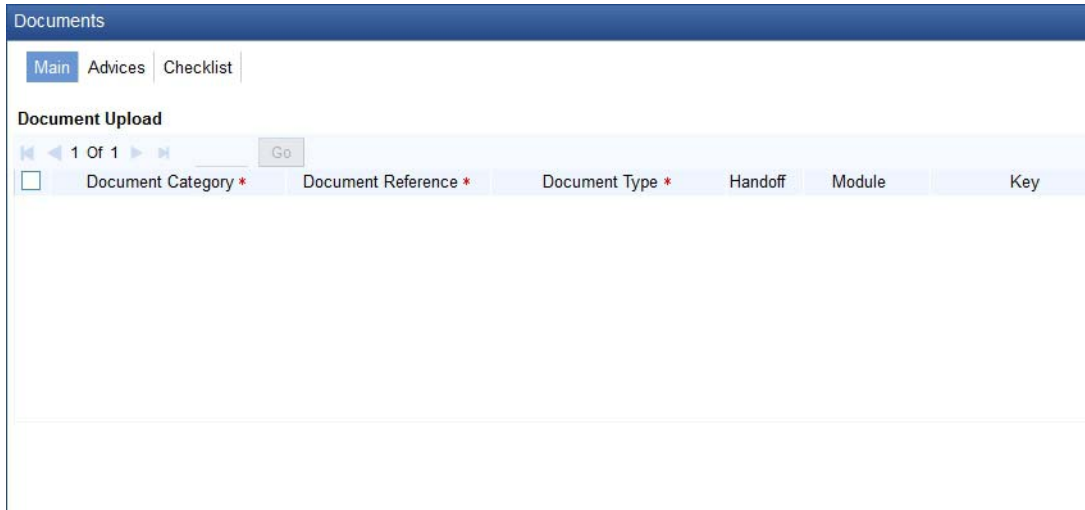 Documents
Main Advices Checklist
Document Upload
1 Of 1 Go
Document Category * Document Reference * Document Type * Handoff Module Key